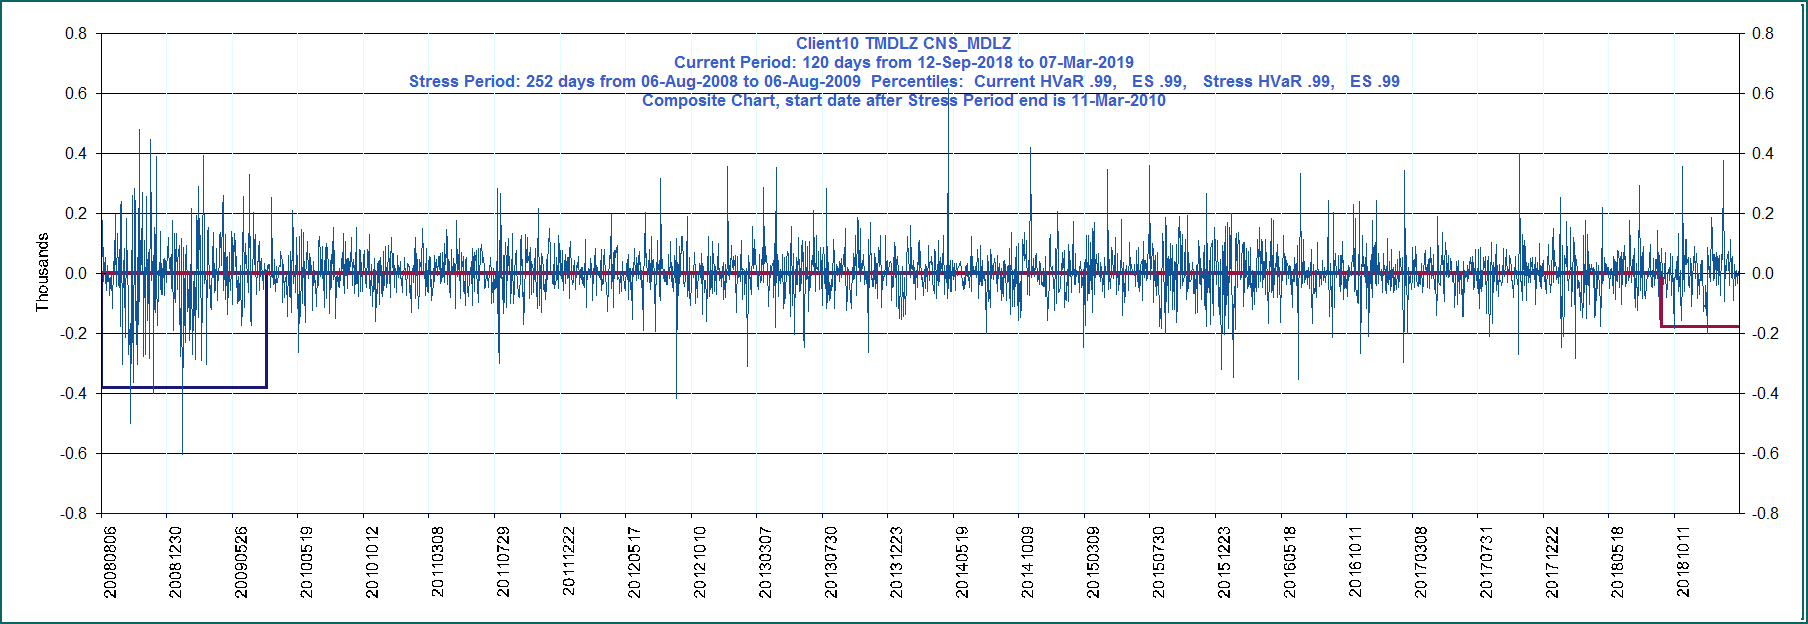 Client10 TMDLZ CNS_MDLZ
Current Period: 120 days from 12-Sep-2018 to 07-Mar-2019
Stress Period: 252 days from 06-Aug-2008 to 06-Aug-2009 Percentiles: Current HVaR .99, ES .99, Stress HVaR .99, ES .99
Composite Chart, start date after Stress Period end is 11-Mar-2010
0.8 0.8
0.6 0.6
0.4 0.4
0.2 0.2
0.0 0.0
-0.2 -0.2
-0.4 -0.4
-0.6 -0.6
-0.8 -0.8
Thousands
20080806 20081230 20090526 20100519 20101012 20110308 20110729 20111222 20120517 20121010 20130307 20130730 20131223 20140519 20141009 20150309 20150730 20151223 20160518 20161011 20170308 20170731 20171222 20180518 20181011